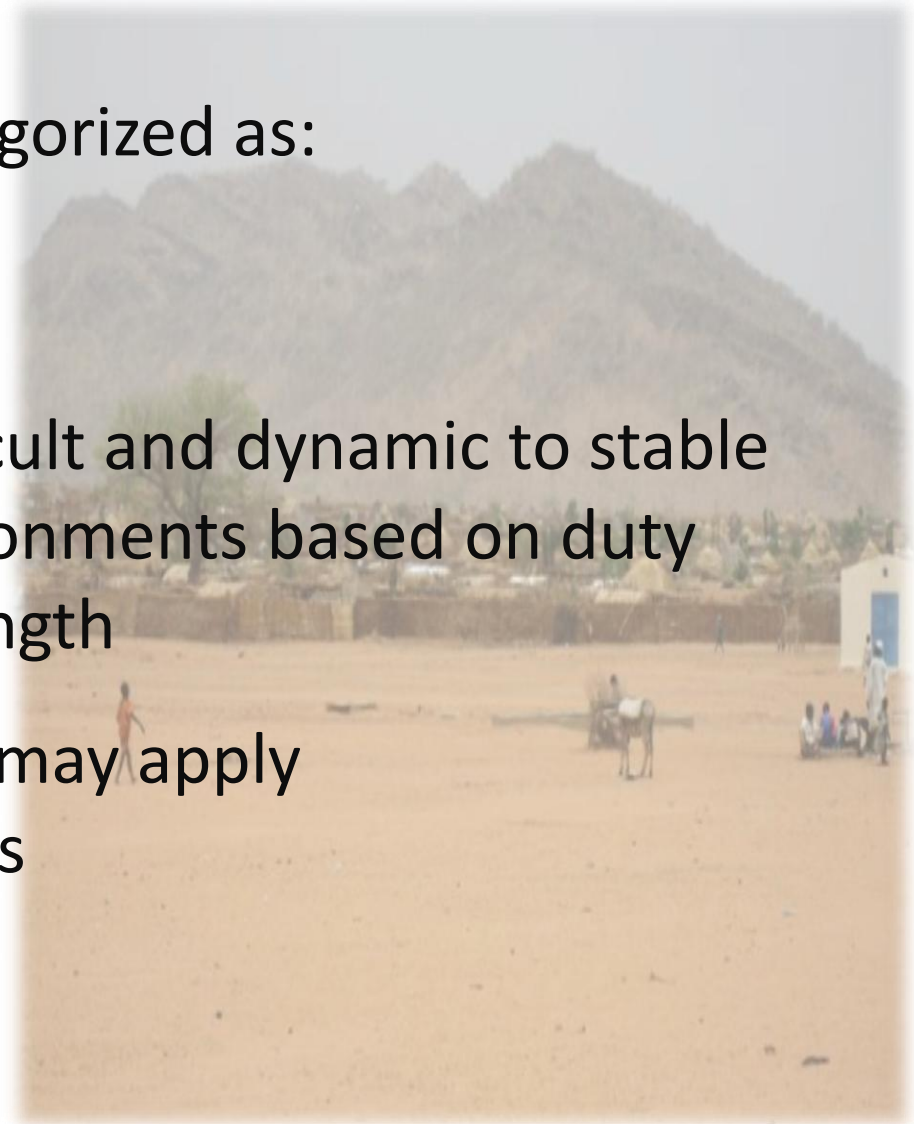 gorized as:
cult and dynamic to stable
onments based on duty
ngth
may apply
s